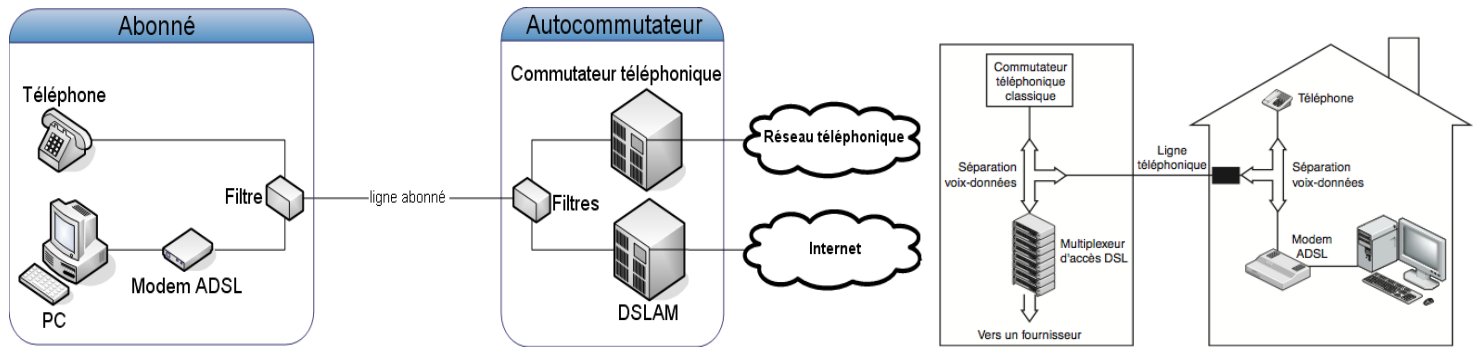 Abonné
Téléphone
Filtre
Modem ADSL
PC
ligne abonné
Autocommutateur
Commutateur téléphonique
Filtres
DSLAM
Réseau téléphonique
Internet
Commutateur
téléphonique
classique
Séparation
voix-données
Multiplexeur
d'accès DSL
Vers un fournisseur
Ligne
téléphonique
Téléphone
Séparation
voix-données
Modem
ADSL